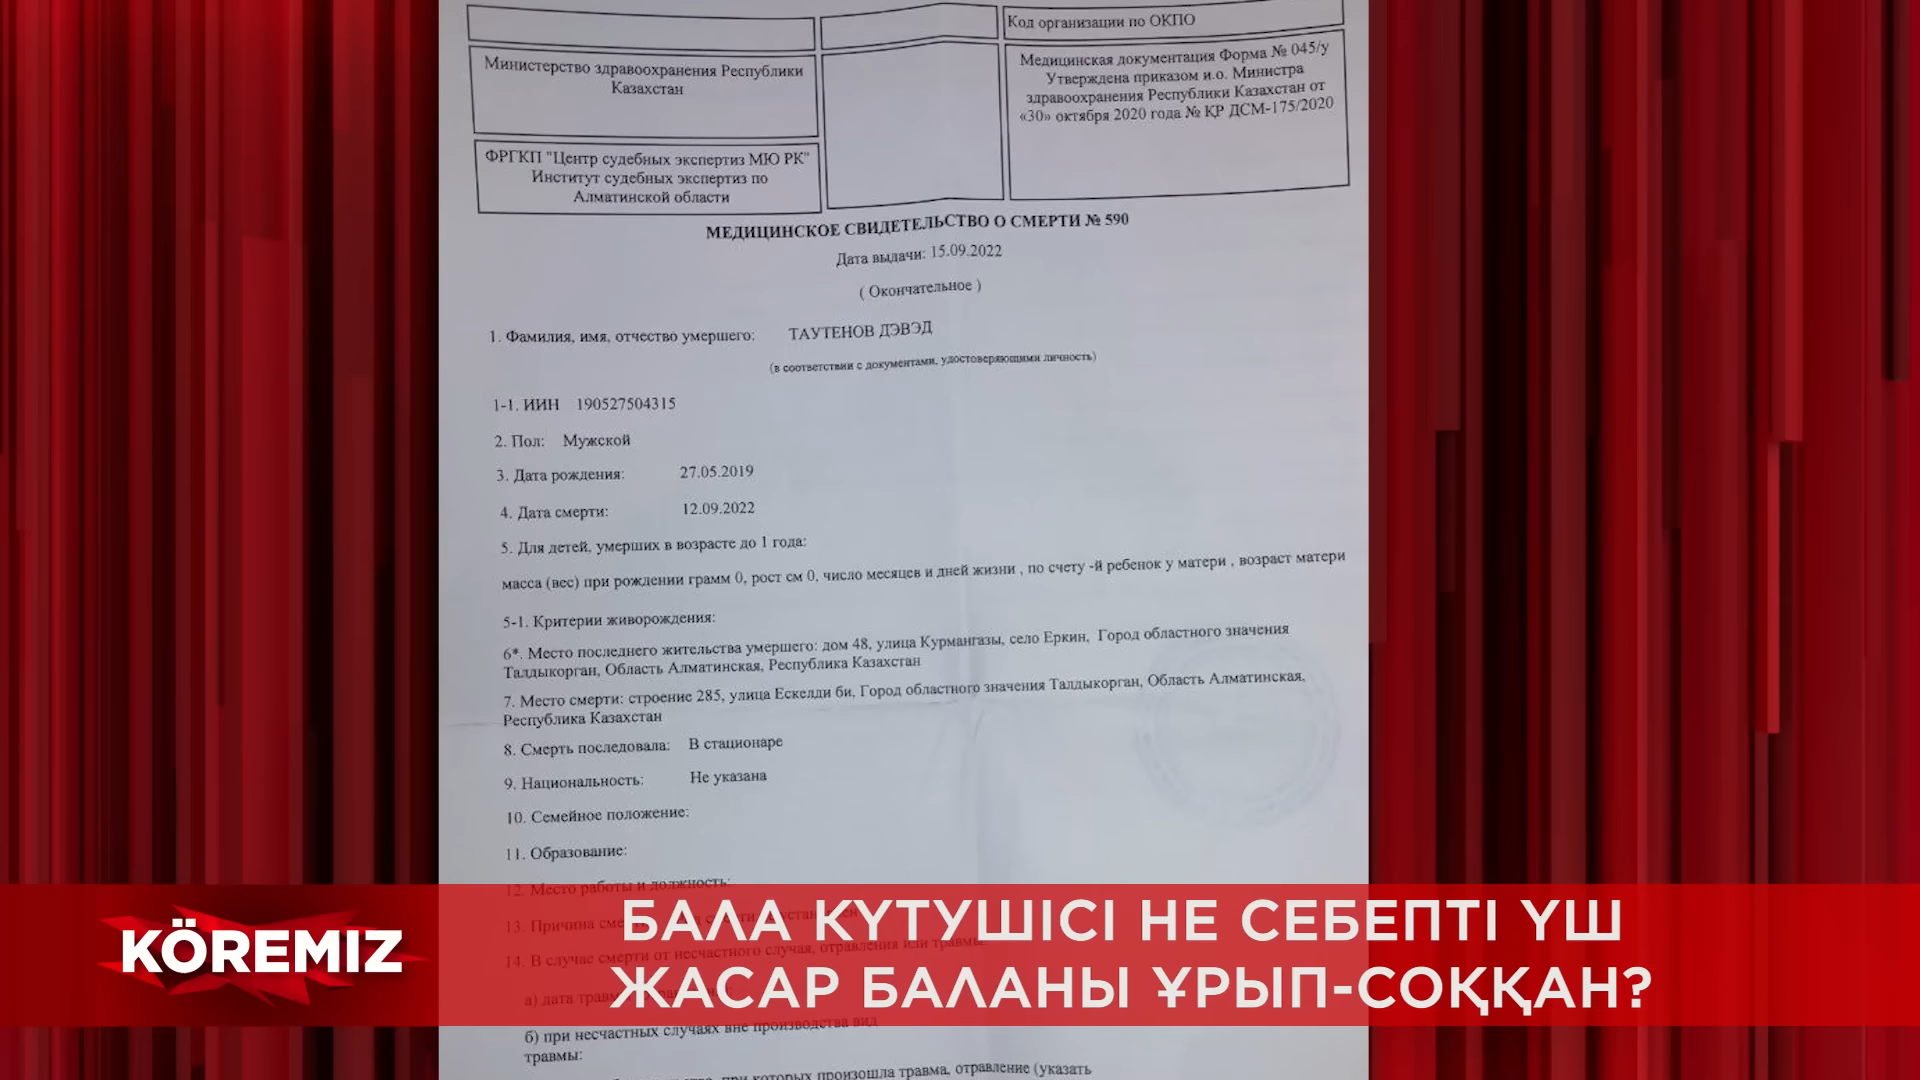 Код организации по ОКПО
Министерство здравоохранения Республики
Казахстан
Медицинская документация Форма № 045/у
Утверждена приказом и.о. Министра
здравоохранения Республики Казахстан от
«30» октября 2020 года № ҚР ДСМ-175/2020
ФРГКП "Центр судебных экспертиз МЮ РК"
Институт судебных экспертиз по
Алматинской области
МЕДИЦИНСКОЕ СВИДЕТЕЛЬСТВО О СМЕРТИ № 590
Дата выдачи: 15.09.2022
( Окончательное )
1. Фамилия, имя, отчество умершего: ТАУТЕНОВ ДЭВЭД
(в соответствии с документами, удостоверяющими личность)
1-1. ИИН 190527504315
2. Пол: Мужской
3. Дата рождения: 27.05.2019
4. Дата смерти: 12.09.2022
5. Для детей, умерших в возрасте до 1 года:
масса (вес) при рождении грамм 0, рост см 0, число месяцев и дней жизни , по счету -й ребенок у матери , возраст матери
5-1. Критерии живорождения:
6*. Место последнего жительства умершего: дом 48, улица Курмангазы, село Еркин, Город областного значения
Талдыкорган, Область Алматинская, Республика Казахстан
7. Место смерти: строение 285, улица Ескелди би, Город областного значения Талдыкорган, Область Алматинская,
Республика Казахстан
8. Смерть последовала: В стационаре
9. Национальность: Не указана
10. Семейное положение:
11. Образование:
12. Место работы и должность:
13. Причина
14. В случае смерти от несчастного случая, отравления или травмы:
а) дата
KÖREMIZ
БАЛА КҮТУШІСІ НЕ СЕБЕПТІ ҮШ
ЖАСАР БАЛАНЫ ҰРЫП-СОҚҚАН?
б) при несчастных случаях вне производства вид
травмы:
при которых произошла травма, отравление (указать